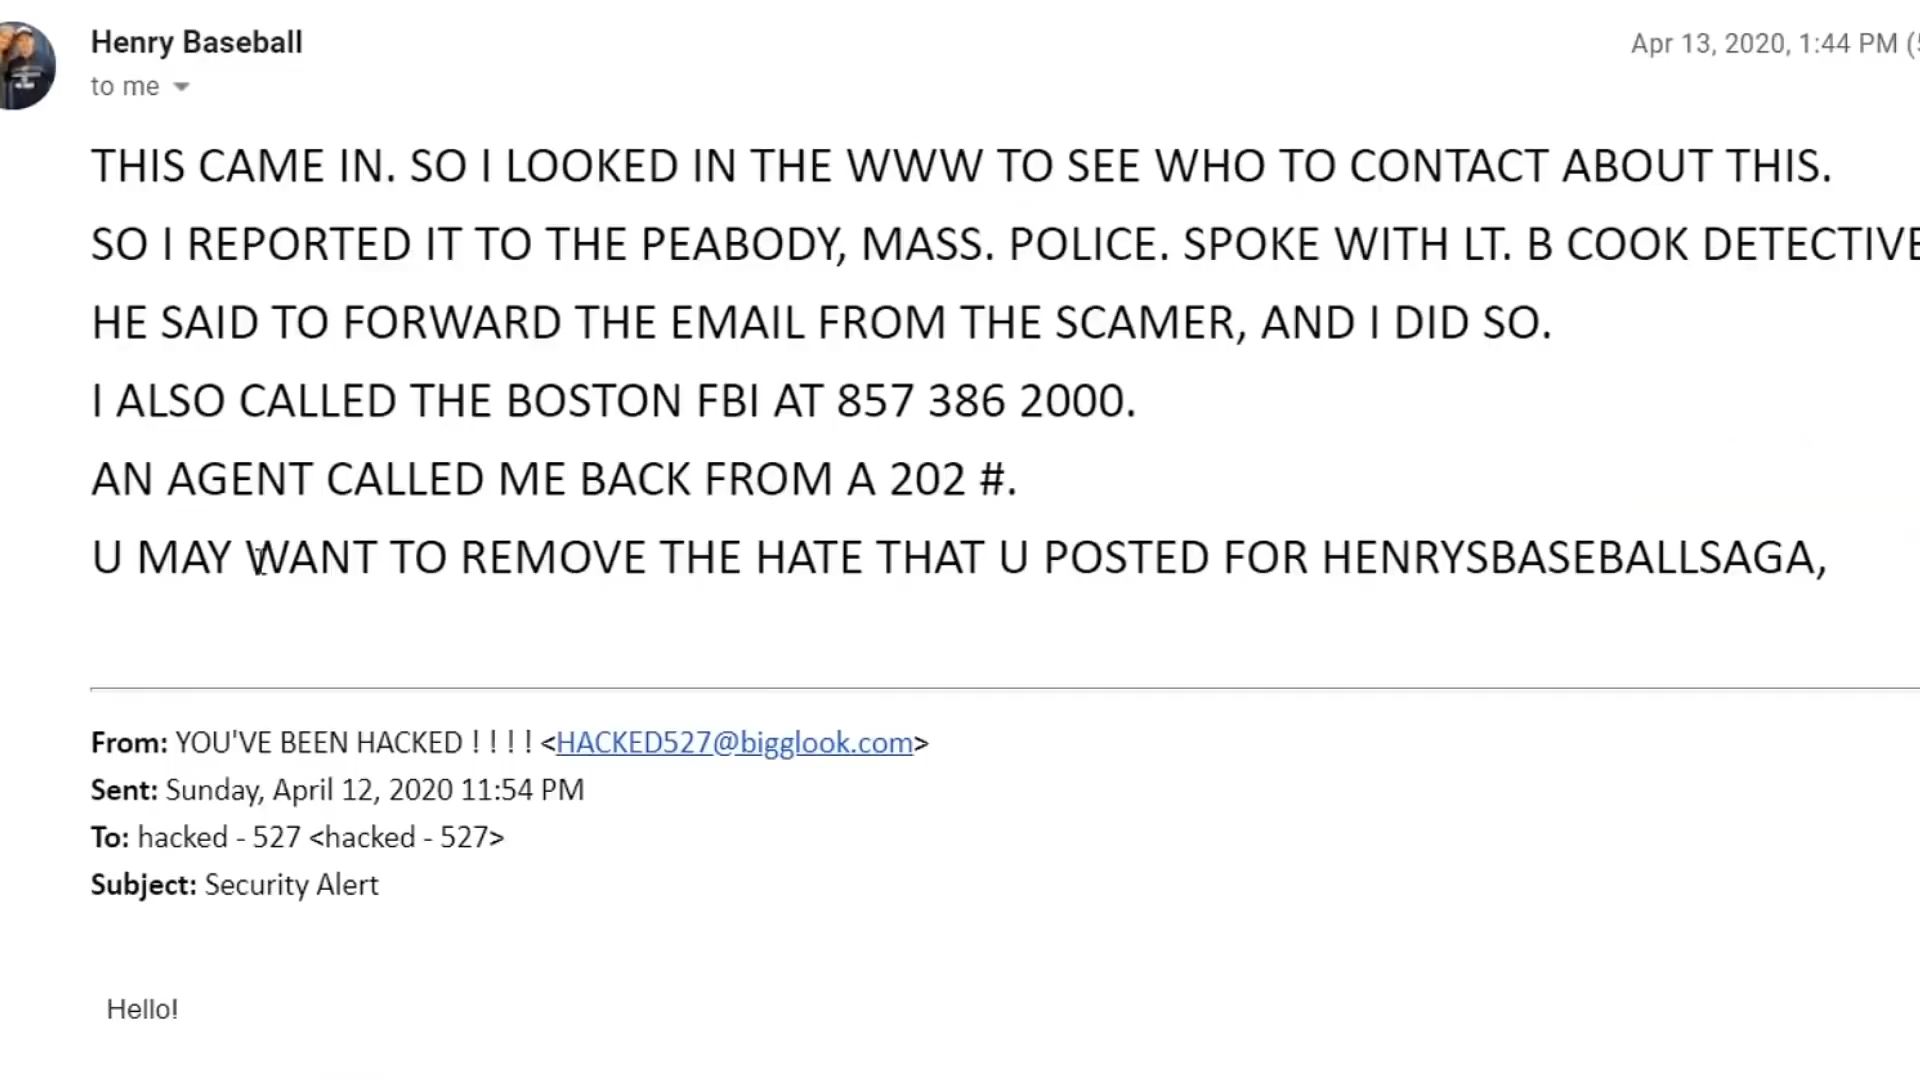 Henry Baseball
Apr 13, 2020, 1:44 PM (
to me
THIS CAME IN. SO I LOOKED IN THE WWW TO SEE WHO TO CONTACT ABOUT THIS.
SO I REPORTED IT TO THE PEABODY, MASS. POLICE. SPOKE WITH LT. B COOK DETECTIVE
HE SAID TO FORWARD THE EMAIL FROM THE SCAMER, AND I DID SO.
I ALSO CALLED THE BOSTON FBI AT 857 386 2000.
AN AGENT CALLED ME BACK FROM A 202 #.
U MAY WANT TO REMOVE THE HATE THAT U POSTED FOR HENRYSBASEBALLSAGA,
From: YOU'VE BEEN HACKED ! ! ! ! <HACKED527@bigglook.com>
Sent: Sunday, April 12, 2020 11:54 PM
To: hacked - 527 <hacked - 527>
Subject: Security Alert
Hello!